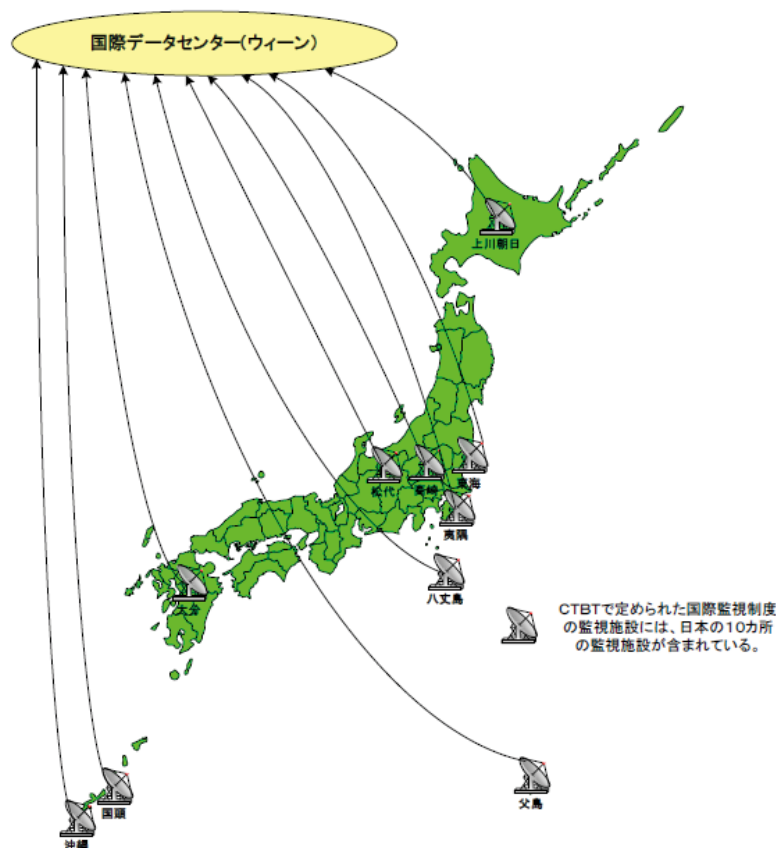 国際データセンター(ウィーン)
上川朝日
松代
高崎
東海
夷隅
八丈島
大分
CTBTで定められた国際監視制度
の監視施設には、日本の10カ所
の監視施設が含まれている。
父島
国頭
沖縄